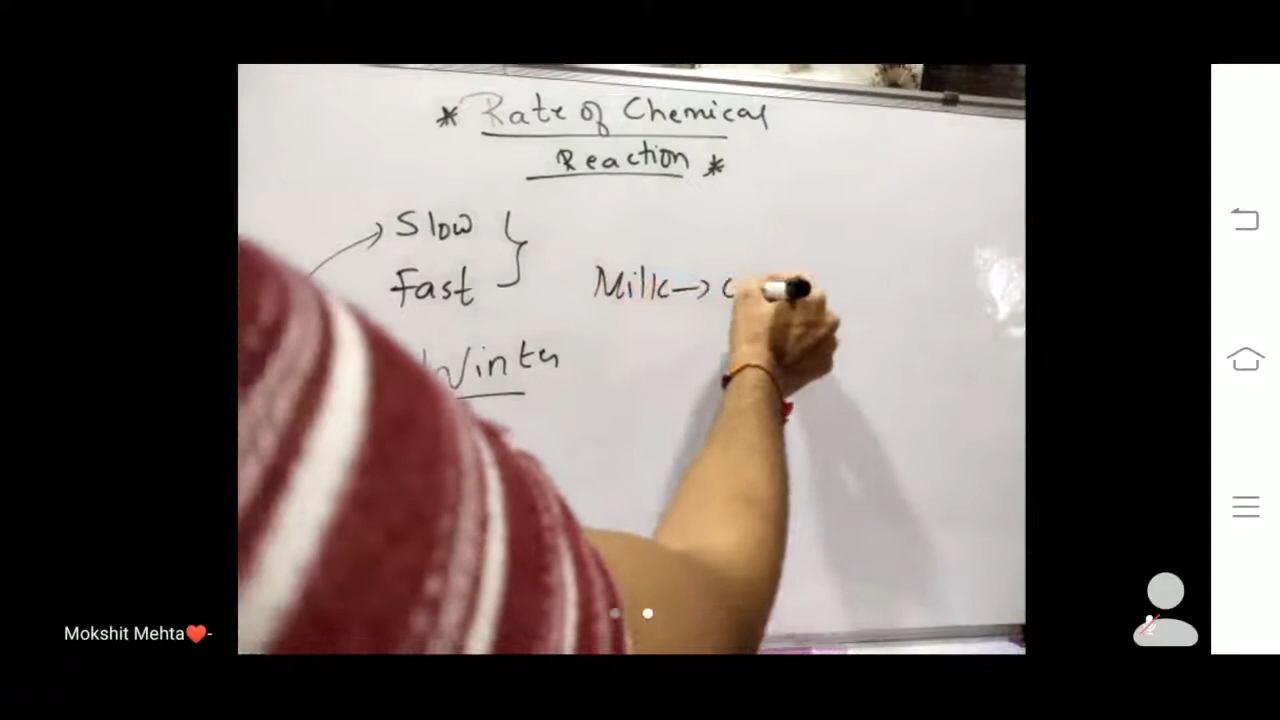 * Rate of Chemical
Reaction *
Slow
Fast
Milk → C
Winter
Mokshit Mehta❤️-